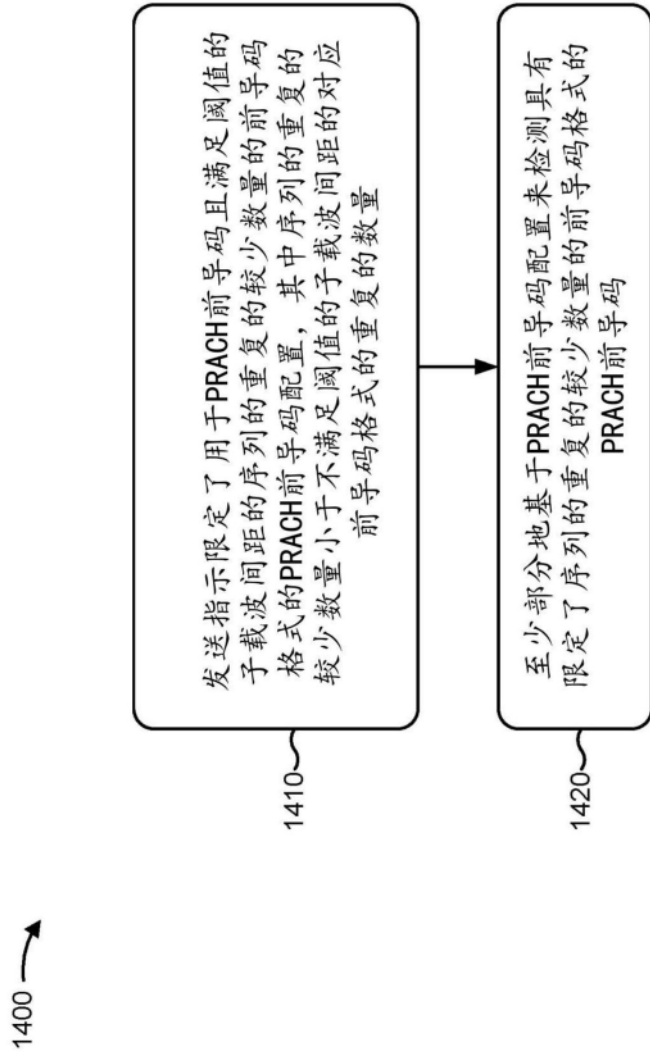 1400
1410
发送指示限定了用于PRACH前导码且满足阈值的
子载波间距的序列的重复的较少数量的前导码
格式的PRACH前导码配置，其中序列的重复的
较少数量小于不满足阈值的子载波间距的对应
前导码格式的重复的数量
1420
至少部分地基于PRACH前导码配置来检测具有
限定了序列的重复的较少数量的前导码格式的
PRACH前导码